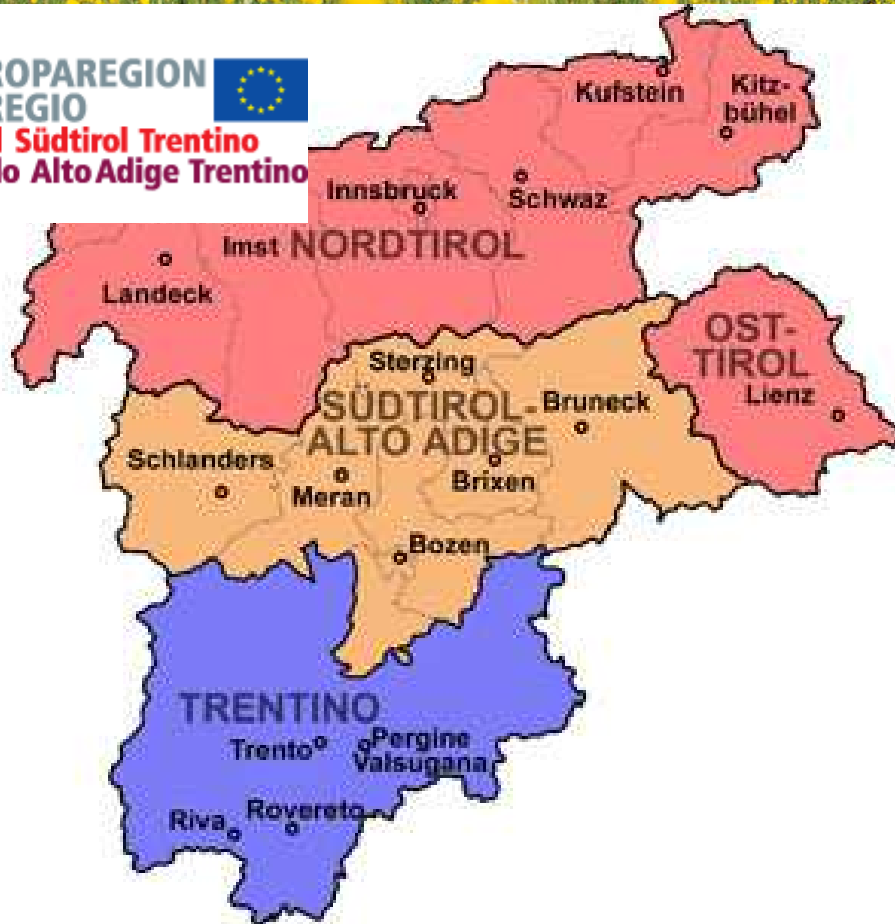 ROPAREGION
REGIO
Südtirol Trentino
Alto Adige Trentino
Kufstein
Kitz-
bühel
Innsbruck
Schwaz
Imst
NORDTIROL
Landeck
OST-
TIROL
Lienz
Sterzing
SÜDTIROL-
ALTO ADIGE
Bruneck
Schlanders
Meran
Brixen
Bozen
TRENTINO
Trento
Pergine
Valsugana
Riva
Rovereto